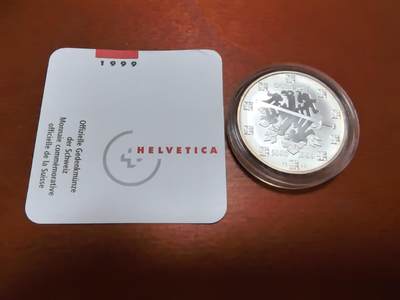 1999
HELVETICA
Offizielle Gedenkmünze
der Schweiz
Monnaie commémorative
officielle de la Suisse